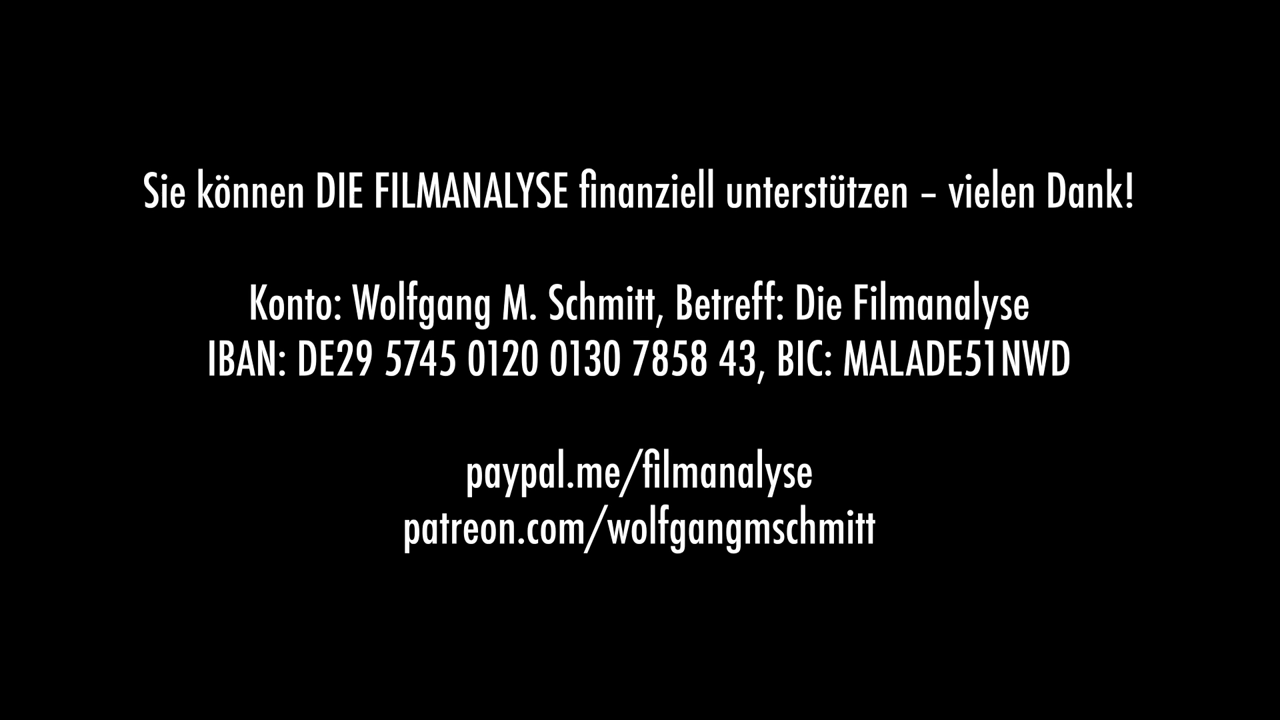 Sie können DIE FILMANALYSE finanziell unterstützen – vielen Dank!
Konto: Wolfgang M. Schmitt, Betreff: Die Filmanalyse
IBAN: DE29 5745 0120 0130 7858 43, BIC: MALADE51NWD
paypal.me/filmanalyse
patreon.com/wolfgangmschmitt